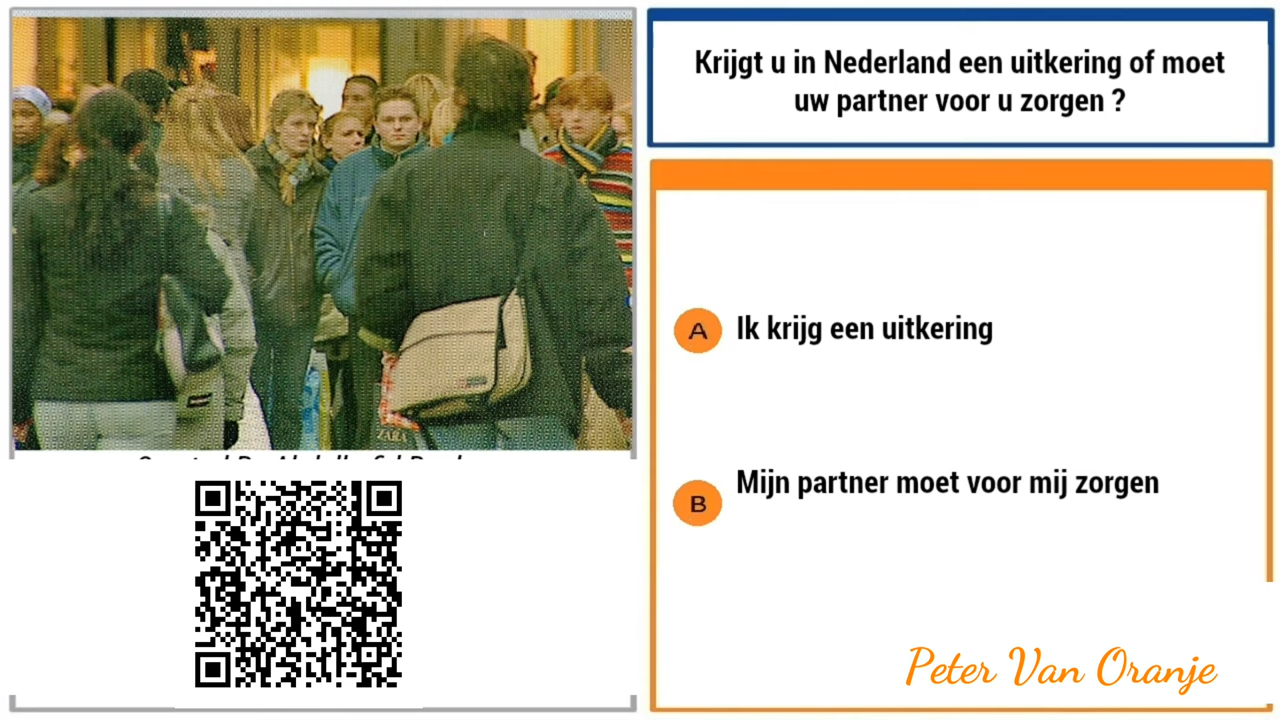 Krijgt u in Nederland een uitkering of moet
uw partner voor u zorgen ?
A Ik krijg een uitkering
B Mijn partner moet voor mij zorgen
ZARA
Peter Van Oranje